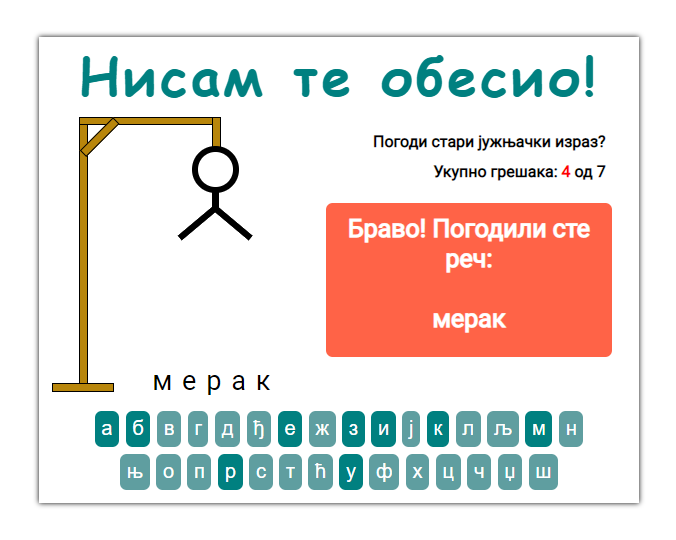 Нисам те обесио!
Погоди стари јужњачки израз?
Укупно грешака: 4 од 7
Браво! Погодили сте
реч:
мерак
м е р а к
а б в г д ђ е ж з и ј к л љ м н
њ о п р с т ћ у ф х ц ч џ ш